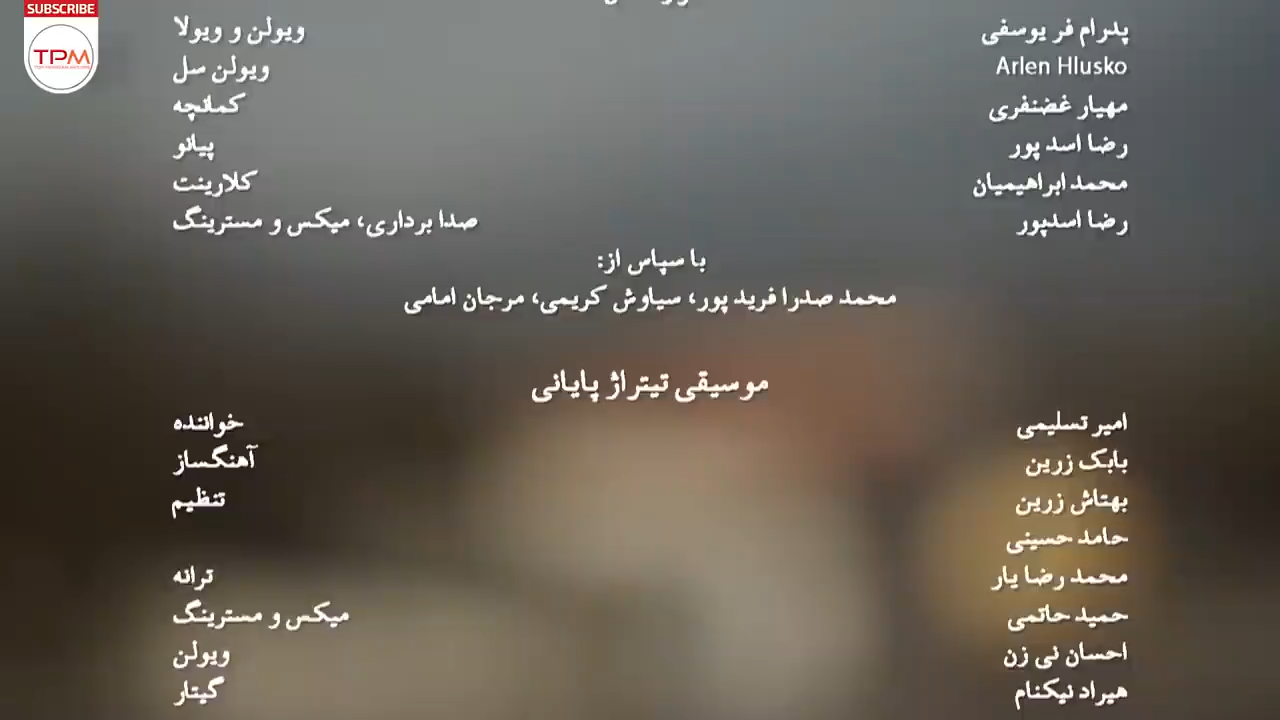 SUBSCRIBE
TPM
پدرام فر یوسفی ویولن و ویولا
Arlen Hlusko ویولن سل
مهیار غضنفری کمانچه
رضا اسد پور پیانو
محمد ابراهیمیان کلارینت
رضا اسدپور صدا برداری، میکس و مسترینگ
با سپاس از:
محمد صدرا فرید پور، سیاوش کریمی، مرجان امامی
موسیقی تیتراژ پایانی
امیر تسلیمی خواننده
بابک زرین آهنگساز
بهتاش زرین تنظیم
حامد حسینی
محمد رضا یار ترانه
حمید حاتمی میکس و مسترینگ
احسان نی زن ویولن
هیراد نیکنام گیتار